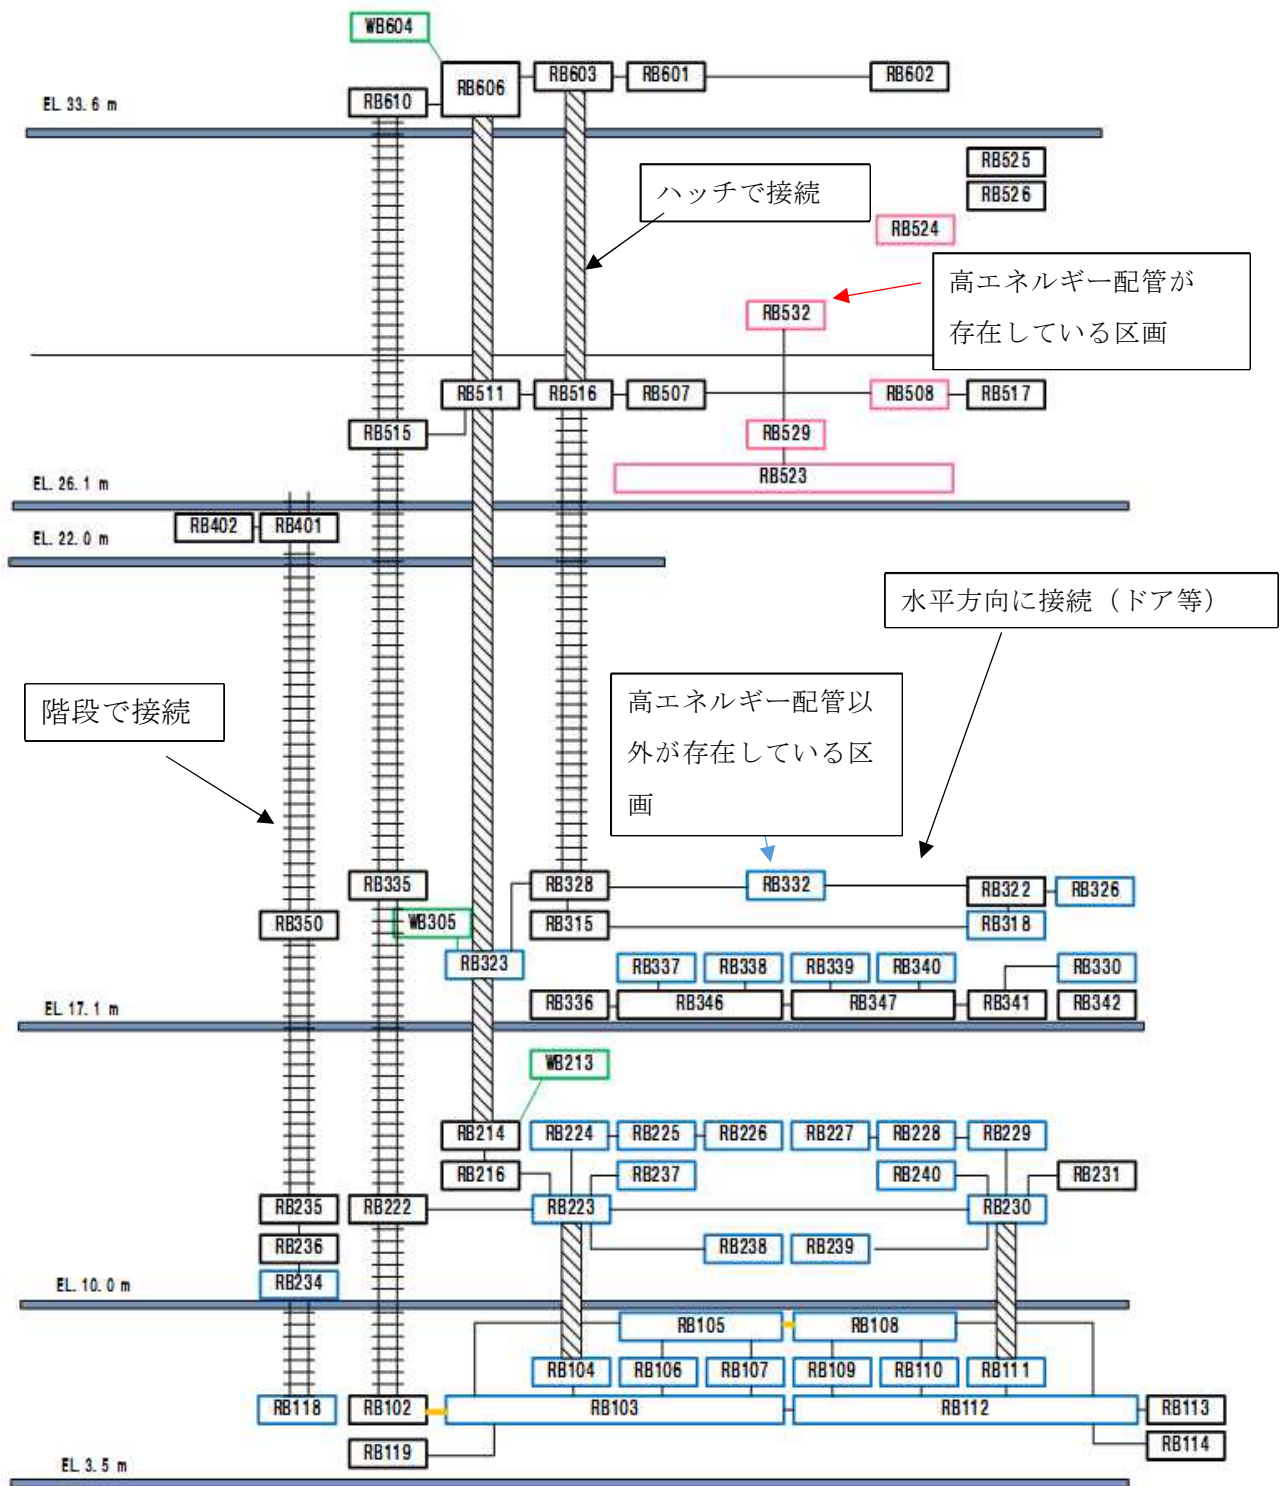 WB604
RB606
RB603
RB601
RB602
RB610
EL 33. 6 m
RB525
RB526
ハッチで接続
RB524
高エネルギー配管が
存在している区画
RB532
RB511
RB516
RB507
RB508
RB517
RB515
RB529
RB523
EL. 26. 1 m
RB402
RB401
EL. 22. 0 m
水平方向に接続（ドア等）
階段で接続
高エネルギー配管以
外が存在している区
画
RB335
RB328
RB332
RB322
RB326
RB350
WB305
RB315
RB318
RB323
RB337
RB338
RB339
RB340
RB330
RB336
RB346
RB347
RB341
RB342
EL 17. 1 m
WB213
RB214
RB224
RB225
RB226
RB227
RB228
RB229
RB216
RB237
RB240
RB231
RB235
RB222
RB223
RB230
RB236
RB238
RB239
RB234
EL. 10. 0 m
RB105
RB108
RB104
RB106
RB107
RB109
RB110
RB111
RB118
RB102
RB103
RB112
RB113
RB119
RB114
EL 3. 5 m